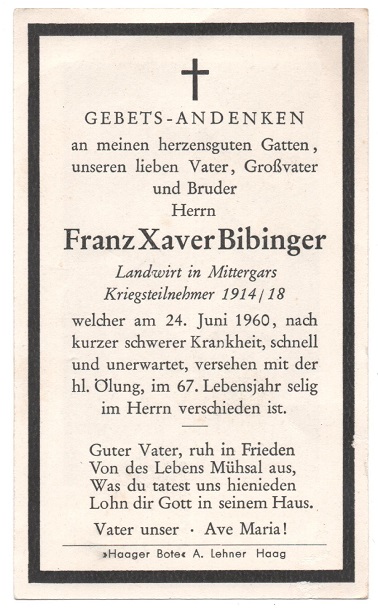 GEBETS-ANDENKEN
an meinen herzensguten Gatten,
unseren lieben Vater, Großvater
und Bruder
Herrn
Franz Xaver Bibinger
Landwirt in Mittergars
Kriegsteilnehmer 1914/18
welcher am 24. Juni 1960, nach
kurzer schwerer Krankheit, schnell
und unerwartet, versehen mit der
hl. Ölung, im 67. Lebensjahr selig
im Herrn verschieden ist.
Guter Vater, ruh in Frieden
Von des Lebens Mühsal aus,
Was du tatest uns hienieden
Lohn dir Gott in seinem Haus.
Vater unser · Ave Maria!
»Haager Bote« A. Lehner Haag